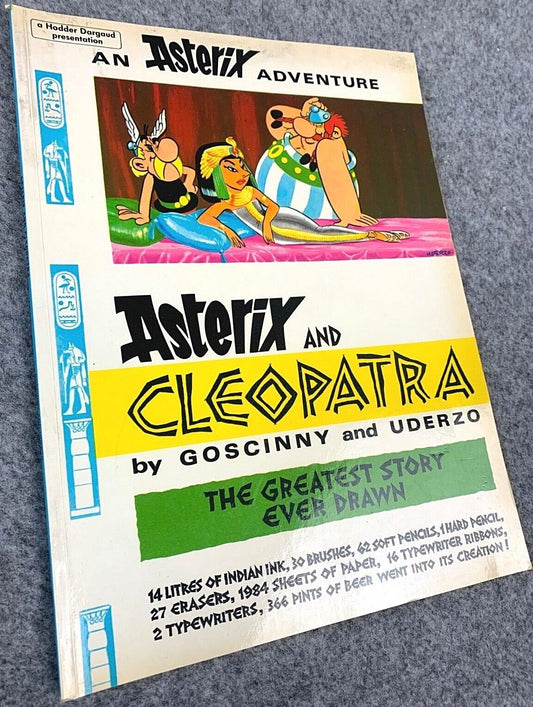 a Hodder Dargaud
presentation
AN Asterix ADVENTURE
UDERZO
Asterix AND
CLEOPATRA
by GOSCINNY and UDERZO
THE GREATEST STORY
EVER DRAWN
14 LITRES OF INDIAN INK, 30 BRUSHES, 62 SOFT PENCILS, 1 HARD PENCIL,
27 ERASERS, 1984 SHEETS OF PAPER, 16 TYPEWRITER RIBBONS,
2 TYPEWRITERS, 366 PINTS OF BEER WENT INTO ITS CREATION!